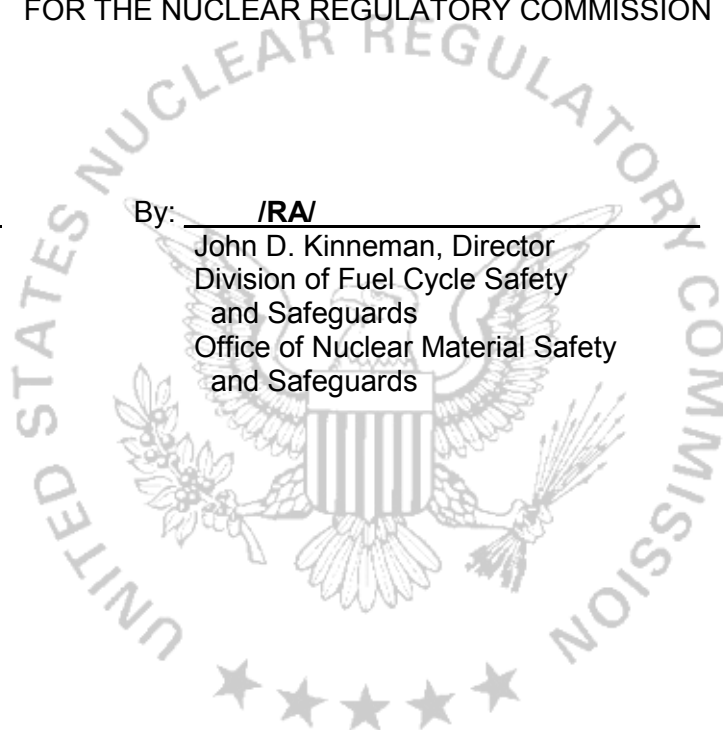 FOR THE NUCLEAR REGULATORY COMMISSION
UNITED STATES NUCLEAR REGULATORY COMMISSION
By: /RA/
John D. Kinneman, Director
Division of Fuel Cycle Safety
and Safeguards
Office of Nuclear Material Safety
and Safeguards